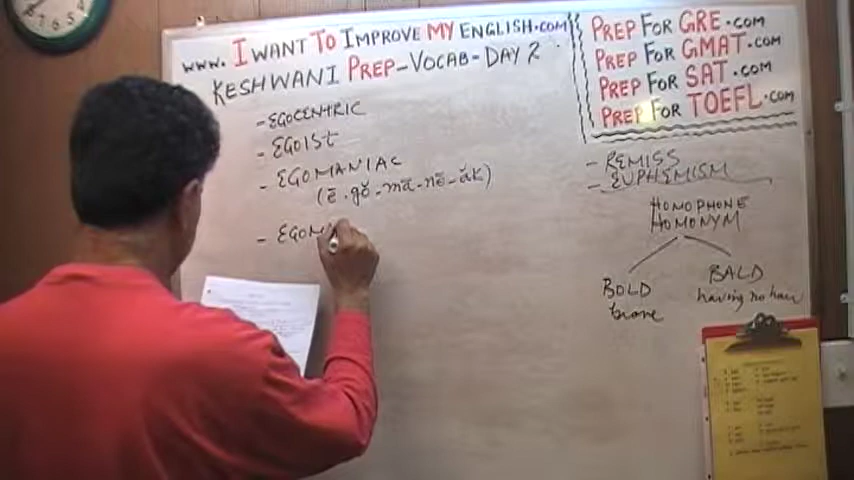 www. I WANT TO IMPROVE MY ENGLISH.COM
KESHWANI PREP-VOCAB-DAY 2
- EGOCENTRIC
- EGOIST
- EGOMANIAC
(ē·gō-mā-nē-ăk)
- EGOM
PREP FOR GRE.COM
PREP FOR GMAT.COM
PREP FOR SAT.COM
PREP FOR TOEFL.COM
- REMISS
- EUPHEMISM
HOMOPHONE
HOMONYM
BOLD
brave
BALD
having no hair